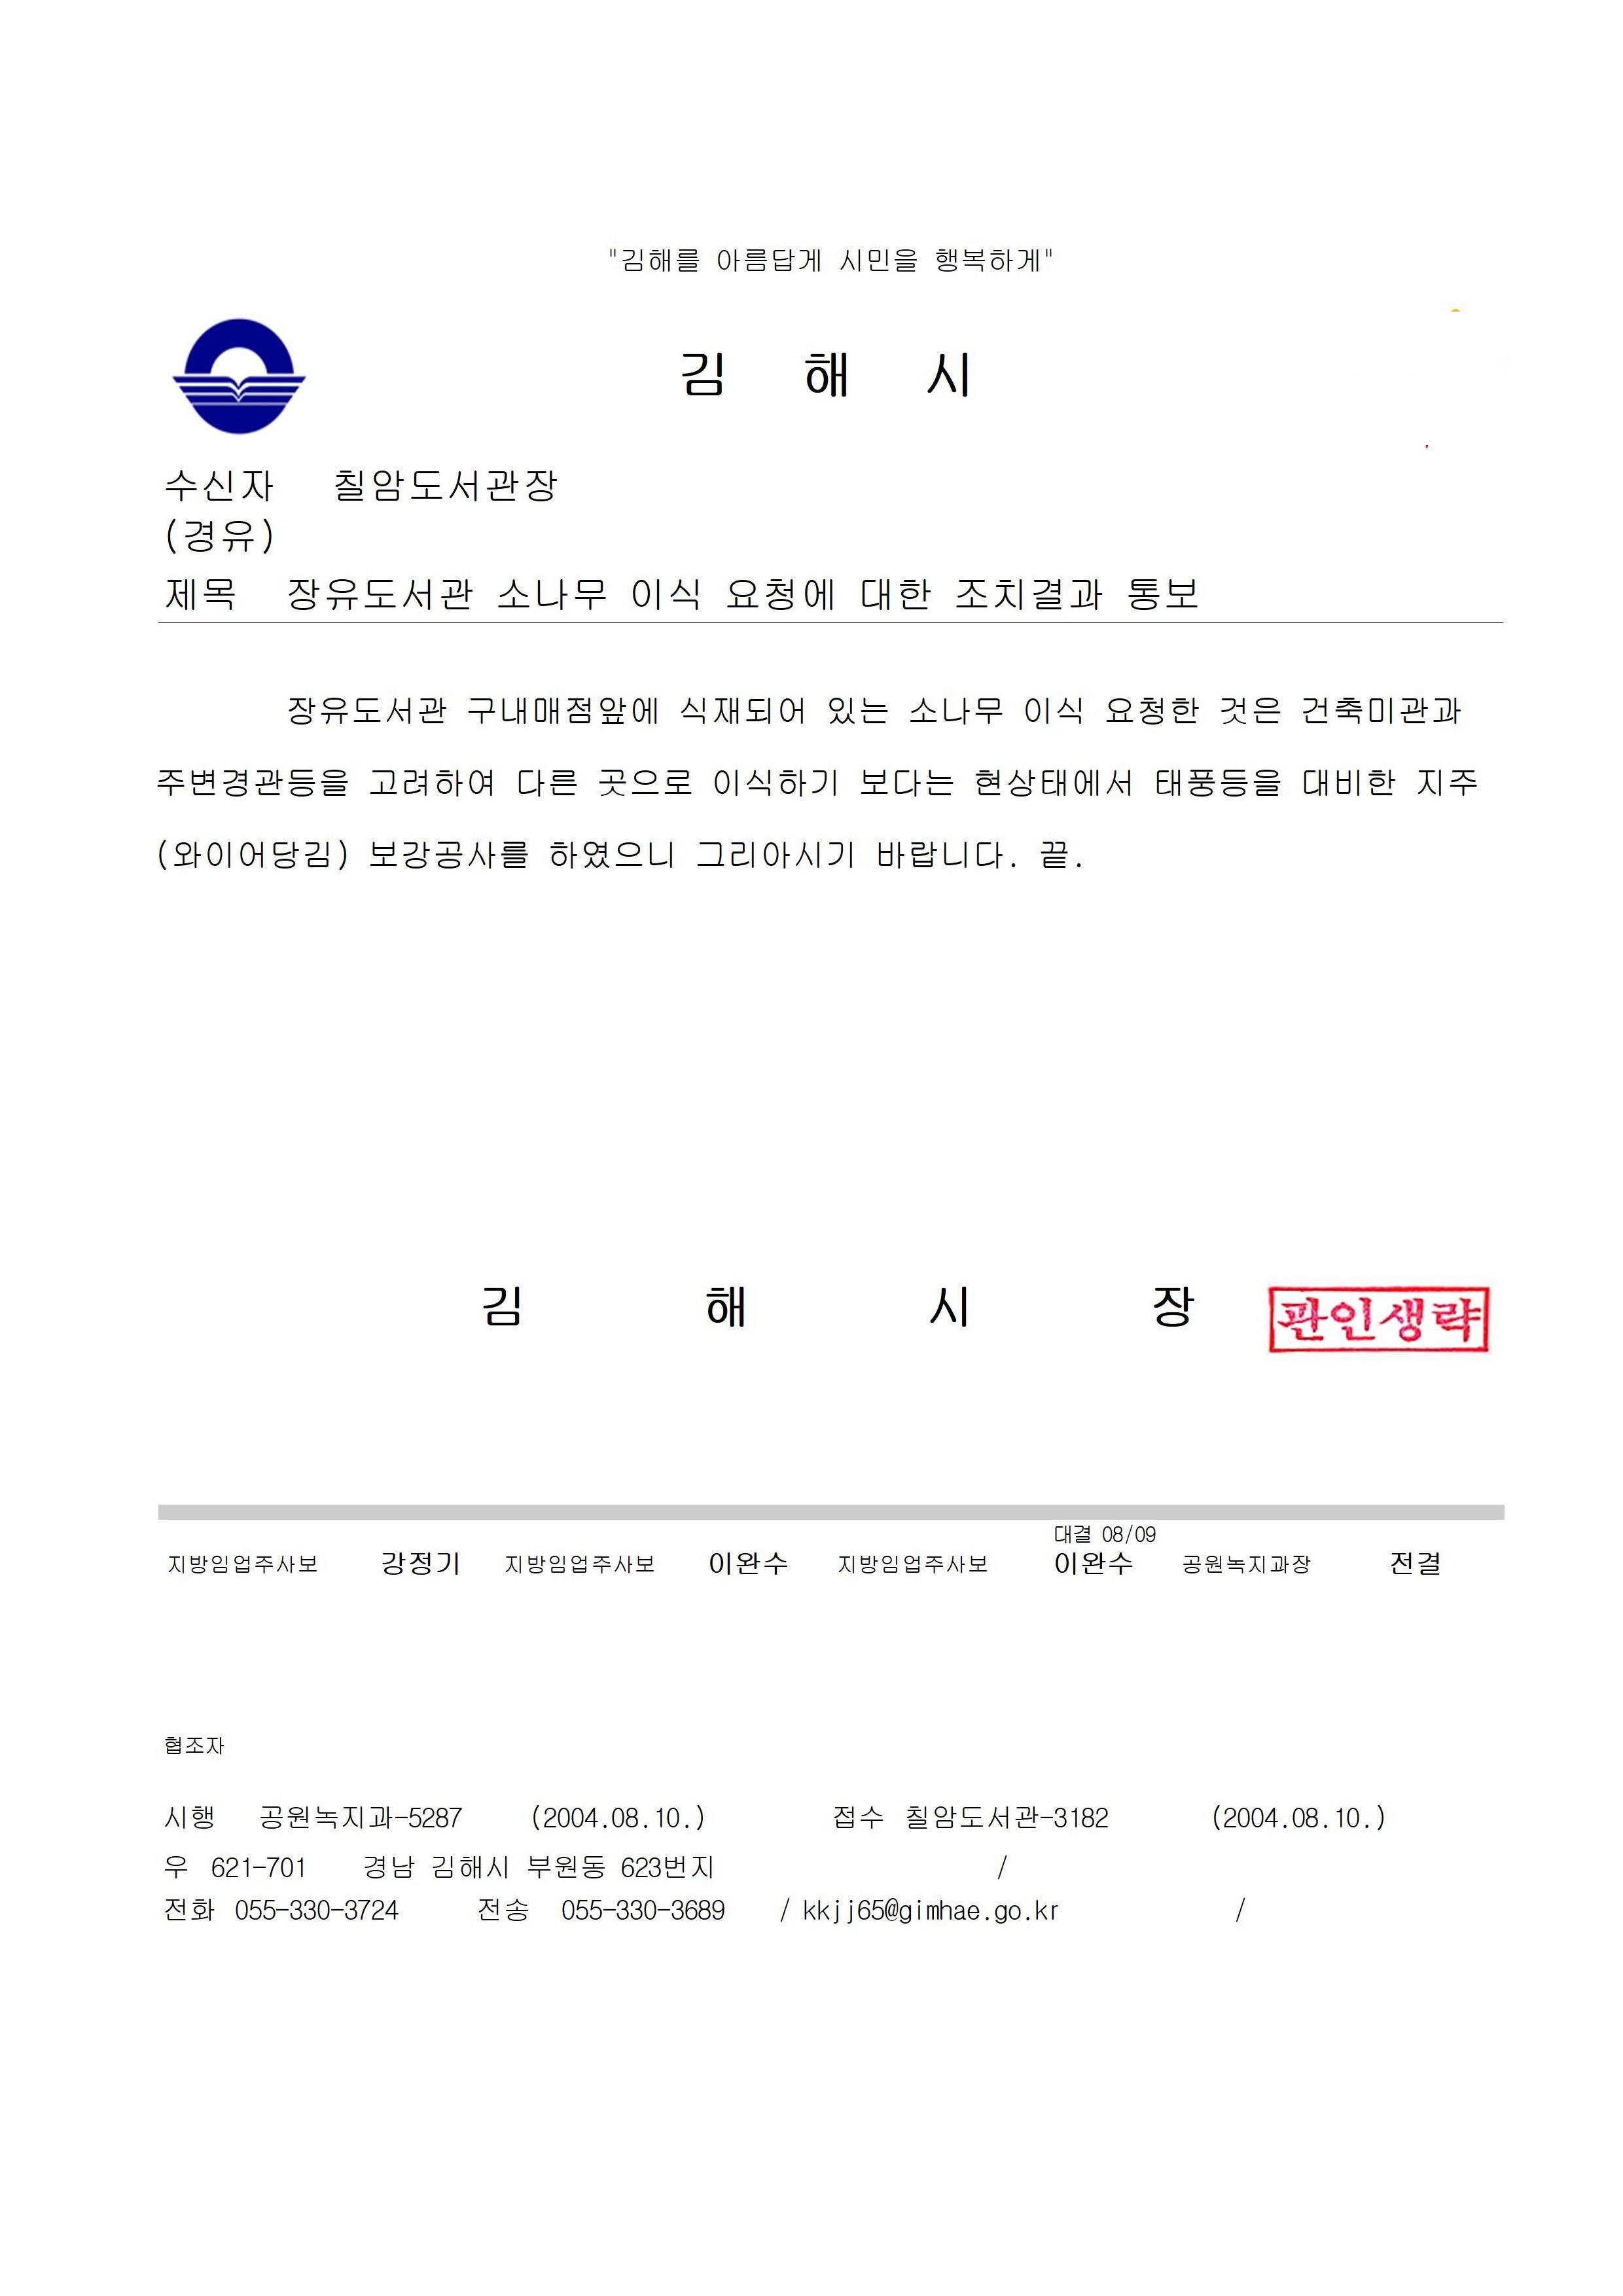 "김해를 아름답게 시민을 행복하게"
김 해 시
수신자 칠암도서관장
(경유)
제목 장유도서관 소나무 이식 요청에 대한 조치결과 통보
장유도서관 구내매점앞에 식재되어 있는 소나무 이식 요청한 것은 건축미관과
주변경관등을 고려하여 다른 곳으로 이식하기 보다는 현상태에서 태풍등을 대비한 지주
(와이어당김) 보강공사를 하였으니 그리아시기 바랍니다. 끝.
김 해 시 장 관인생략
대결 08/09
지방임업주사보 강정기 지방임업주사보 이완수 지방임업주사보 이완수 공원녹지과장 전결
협조자
시행 공원녹지과-5287 (2004.08.10.) 접수 칠암도서관-3182 (2004.08.10.)
우 621-701 경남 김해시 부원동 623번지 /
전화 055-330-3724 전송 055-330-3689 / kkjj65@gimhae.go.kr /